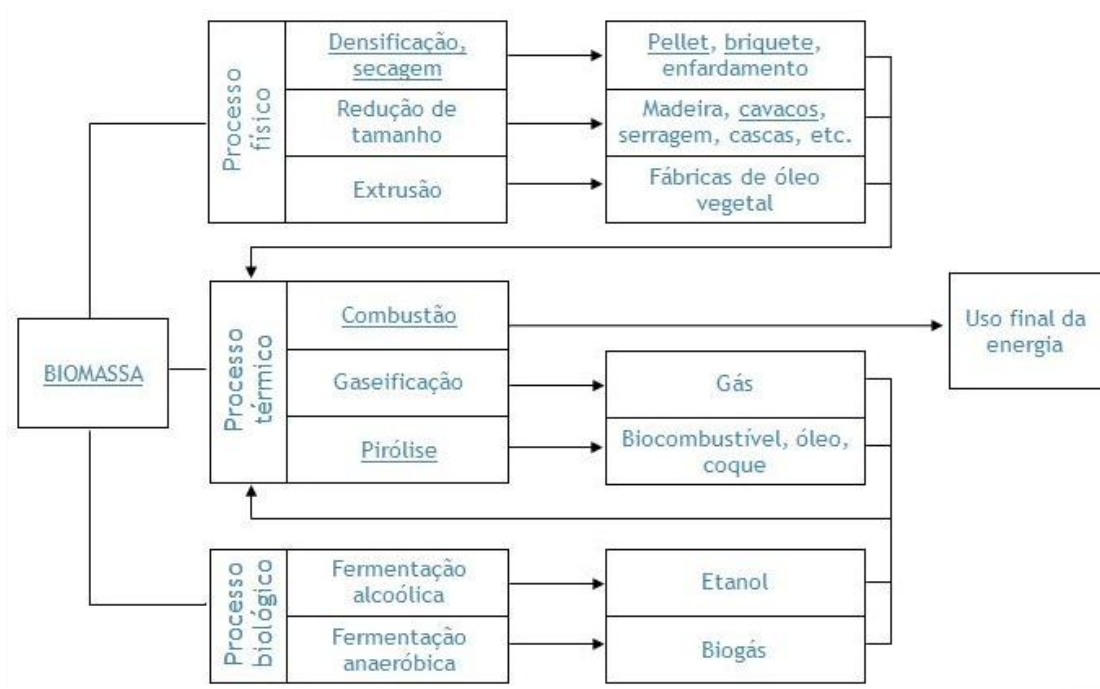 Processo
físico
Densificação,
secagem
Pellet, briquete,
enfardamento
Redução de
tamanho
Madeira, cavacos,
serragem, cascas, etc.
Extrusão
Fábricas de óleo
vegetal
BIOMASSA
Processo
térmico
Combustão
Uso final da
energia
Gaseificação
Gás
Pirólise
Biocombustível, óleo,
coque
Processo
biológico
Fermentação
alcoólica
Etanol
Fermentação
anaeróbica
Biogás